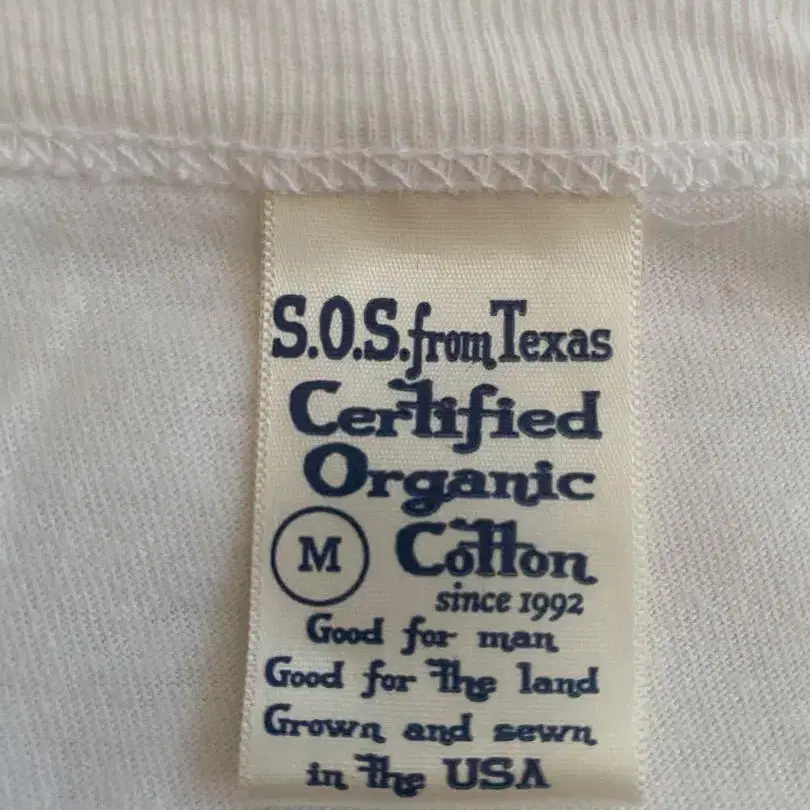 S.O.S. from Texas
Certified
Organic
M Cotton
since 1992
Good for man
Good for the land
Grown and sewn
in the USA